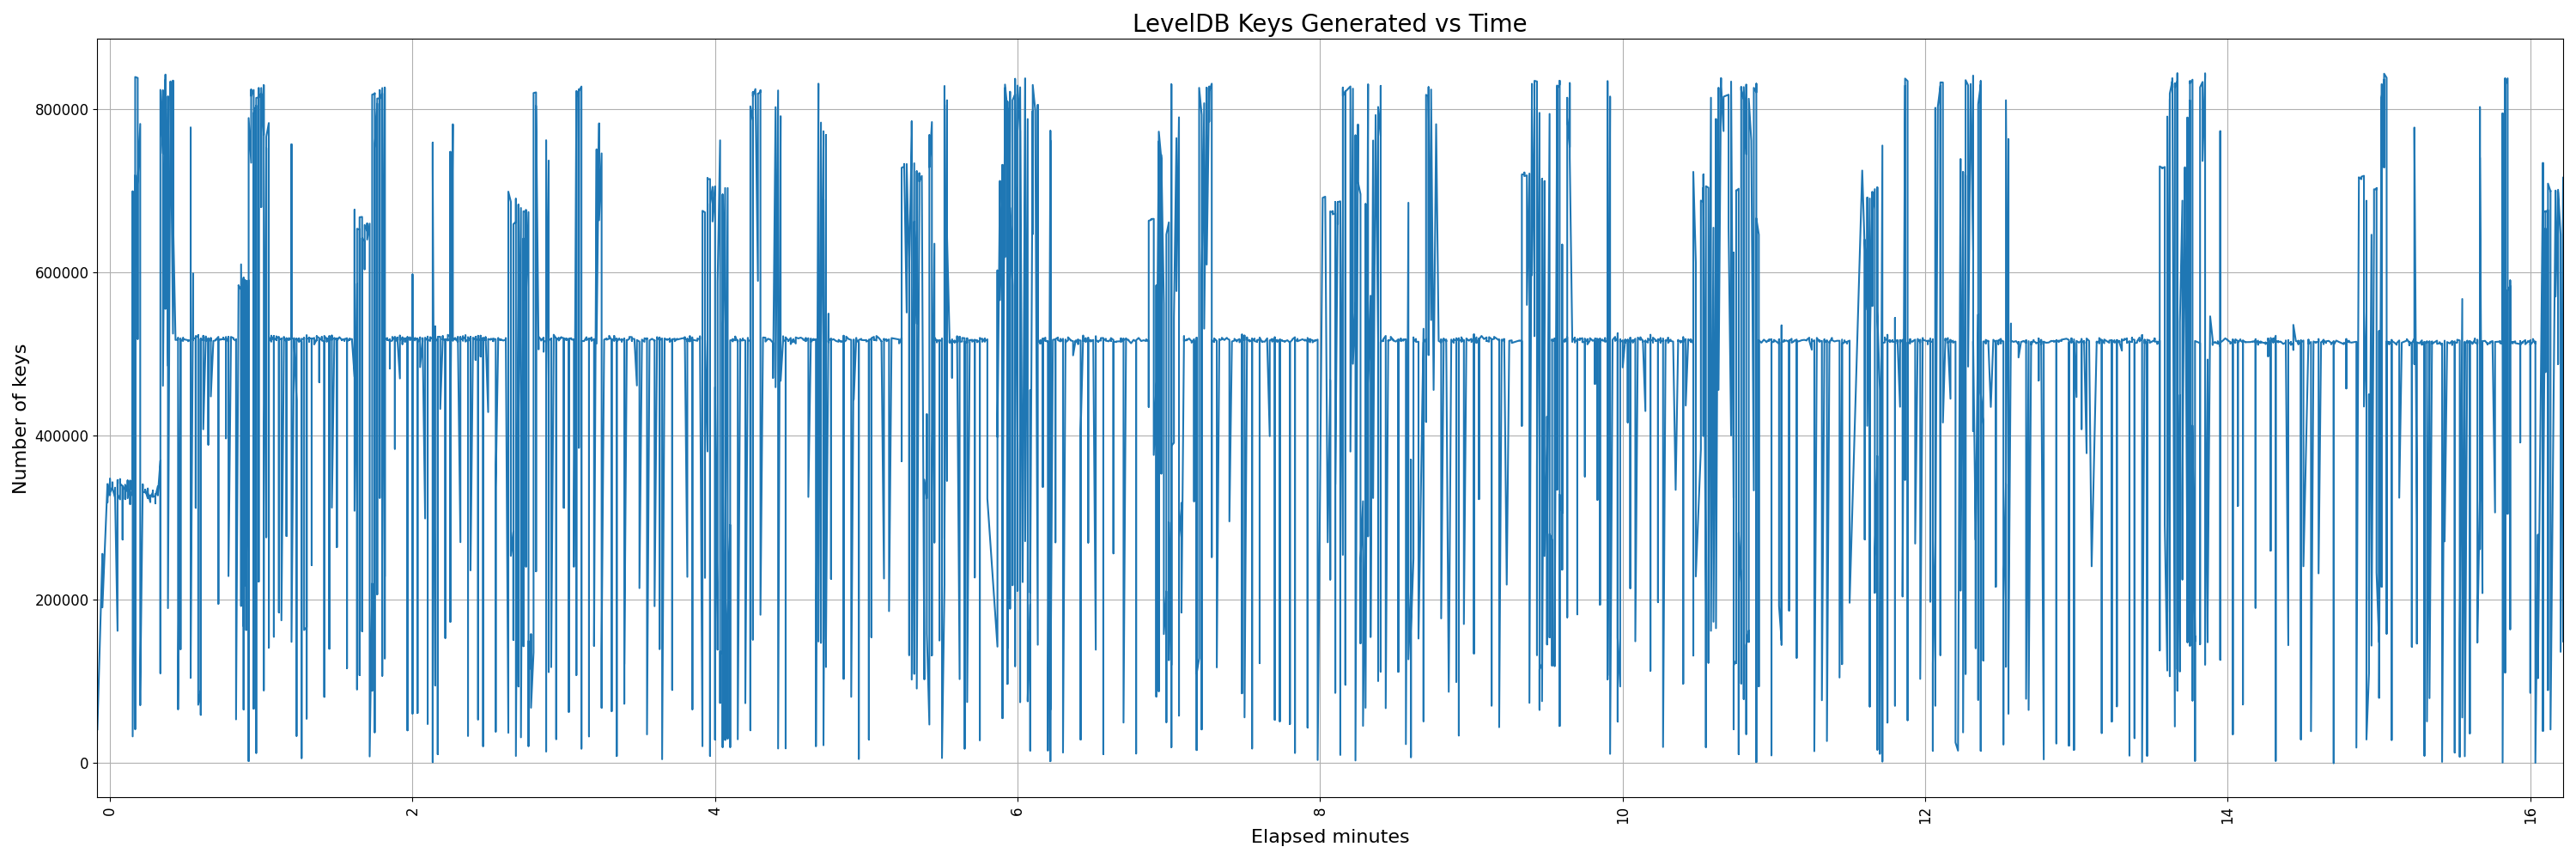 LevelDB Keys Generated vs Time
Number of keys
800000
600000
400000
200000
0
0 2 4 6 8 10 12 14 16
Elapsed minutes